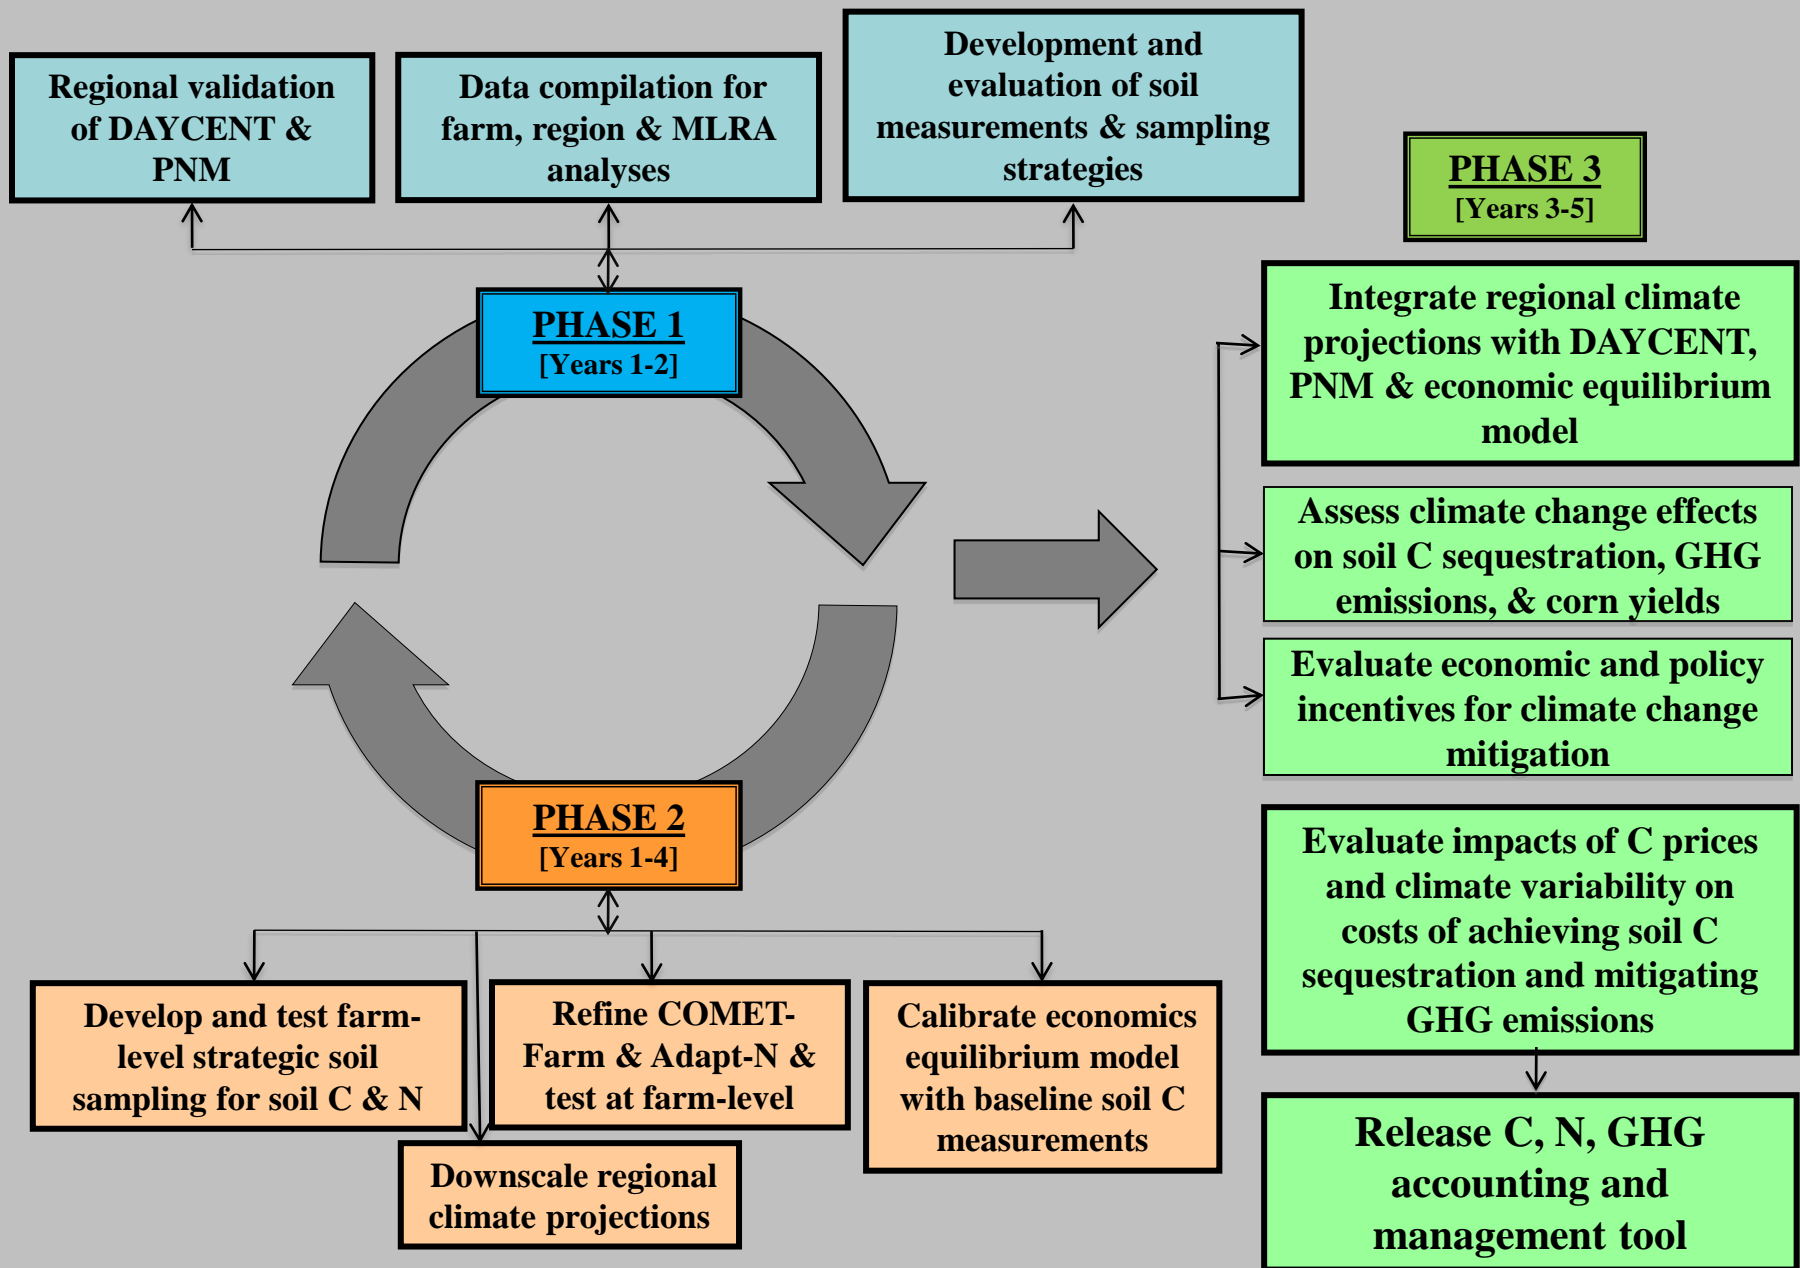 Regional validation
of DAYCENT &
PNM
Data compilation for
farm, region & MLRA
analyses
Development and
evaluation of soil
measurements & sampling
strategies
PHASE 1
[Years 1-2]
PHASE 2
[Years 1-4]
Develop and test farm-
level strategic soil
sampling for soil C & N
Downscale regional
climate projections
Refine COMET-
Farm & Adapt-N &
test at farm-level
Calibrate economics
equilibrium model
with baseline soil C
measurements
PHASE 3
[Years 3-5]
Integrate regional climate
projections with DAYCENT,
PNM & economic equilibrium
model
Assess climate change effects
on soil C sequestration, GHG
emissions, & corn yields
Evaluate economic and policy
incentives for climate change
mitigation
Evaluate impacts of C prices
and climate variability on
costs of achieving soil C
sequestration and mitigating
GHG emissions
Release C, N, GHG
accounting and
management tool